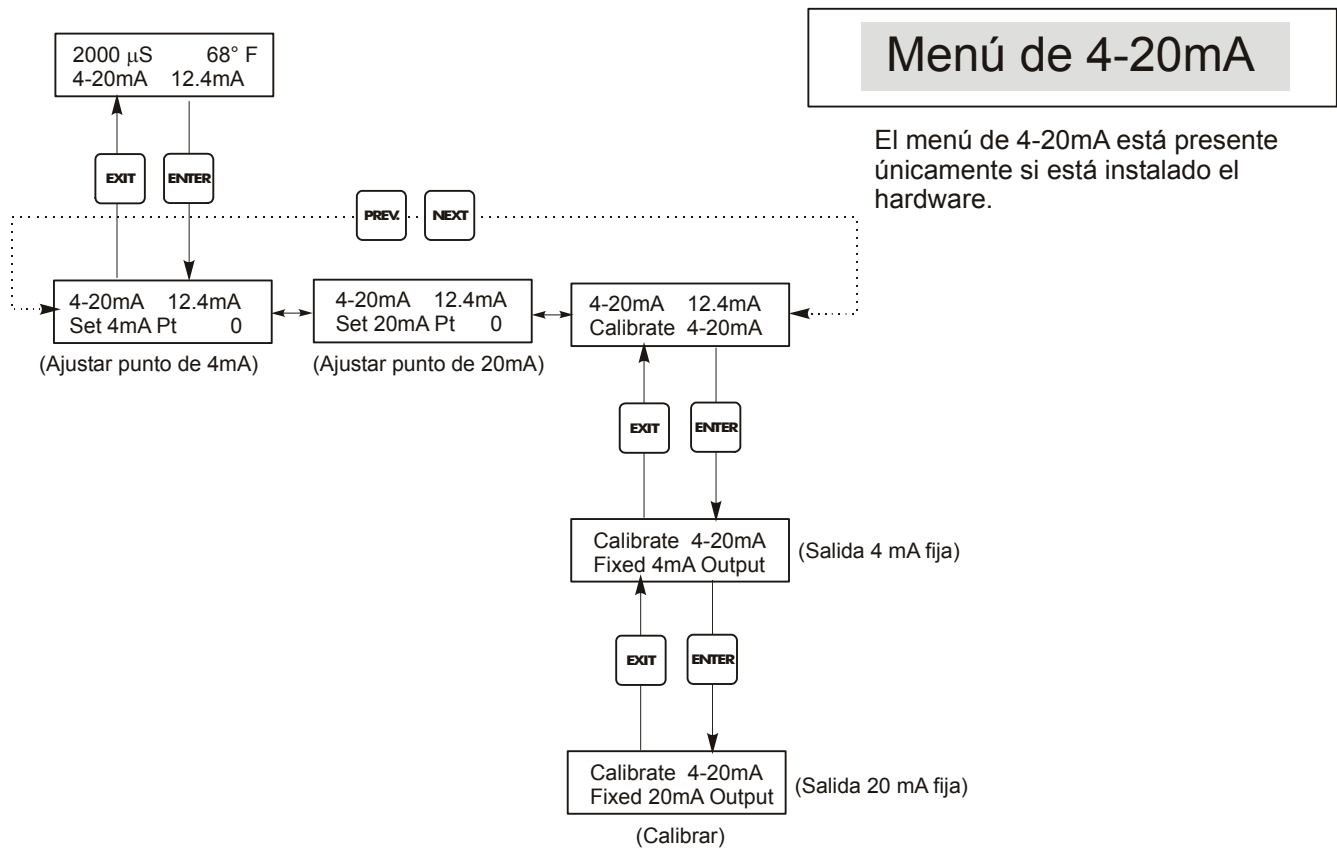 Menú de 4-20mA
El menú de 4-20mA está presente
únicamente si está instalado el
hardware.
2000 µS 68° F
4-20mA 12.4mA
EXIT
ENTER
PREV.
NEXT
4-20mA 12.4mA
Set 4mA Pt 0
(Ajustar punto de 4mA)
4-20mA 12.4mA
Set 20mA Pt 0
(Ajustar punto de 20mA)
4-20mA 12.4mA
Calibrate 4-20mA
EXIT
ENTER
Calibrate 4-20mA
Fixed 4mA Output
(Salida 4 mA fija)
EXIT
ENTER
Calibrate 4-20mA
Fixed 20mA Output
(Salida 20 mA fija)
(Calibrar)